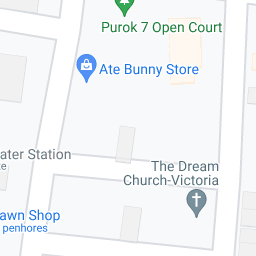 Purok 7 Open Court
Ate Bunny Store
ater Station
The Dream
Church-Victoria
awn Shop
penhores